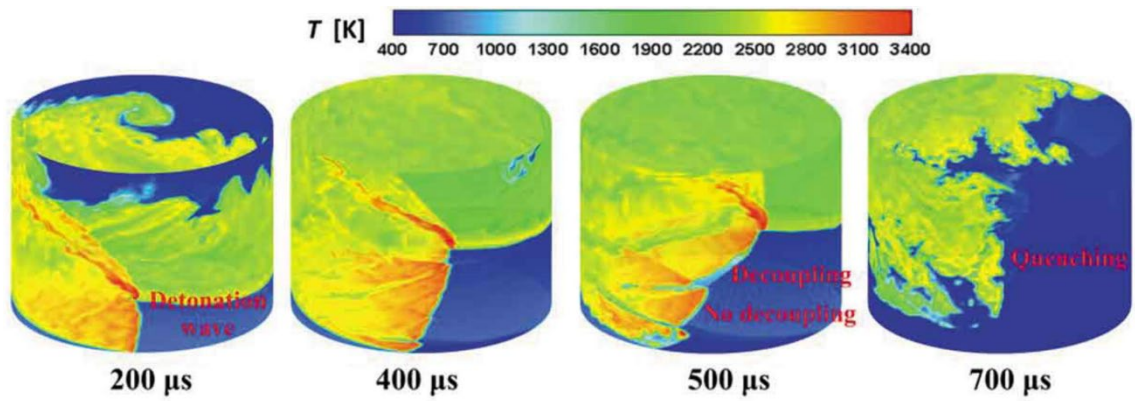 T [K]
400 700 1000 1300 1600 1900 2200 2500 2800 3100 3400
Detonation
wave
Decoupling
No decoupling
Quenching
200 μs
400 μs
500 μs
700 μs